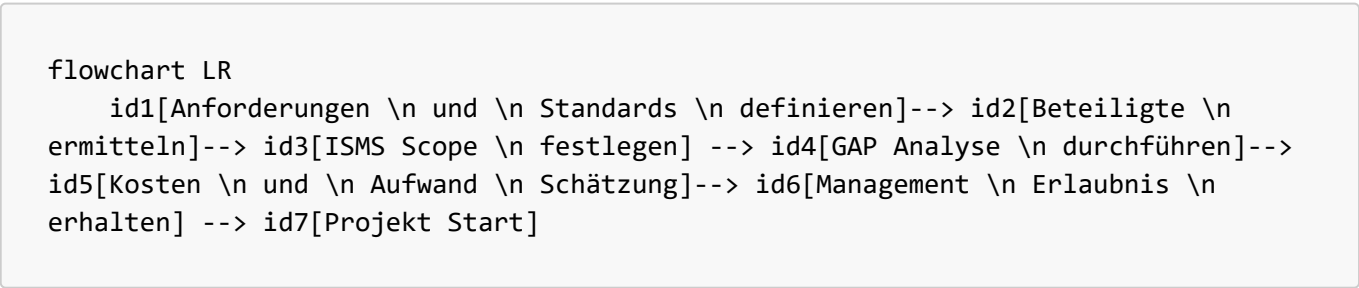 flowchart LR
    id1[Anforderungen \n und \n Standards \n definieren]--> id2[Beteiligte \n
ermitteln]--> id3[ISMS Scope \n festlegen] --> id4[GAP Analyse \n durchführen]-->
id5[Kosten \n und \n Aufwand \n Schätzung]--> id6[Management \n Erlaubnis \n
erhalten] --> id7[Projekt Start]